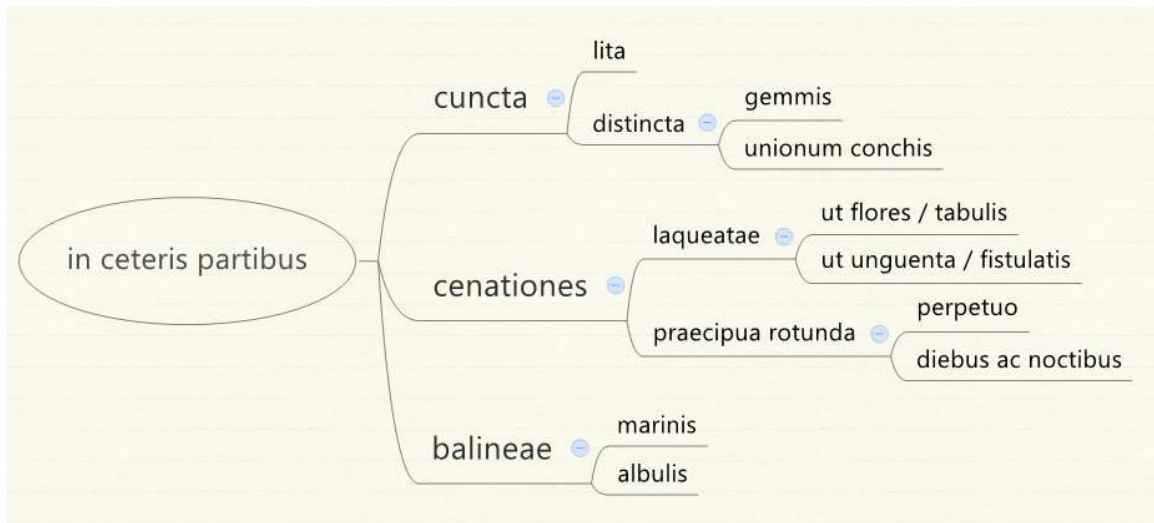 in ceteris partibus
cuncta
lita
distincta
gemmis
unionum conchis
cenationes
laqueatae
ut flores / tabulis
ut unguenta / fistulatis
praecipua rotunda
perpetuo
diebus ac noctibus
balineae
marinis
albulis